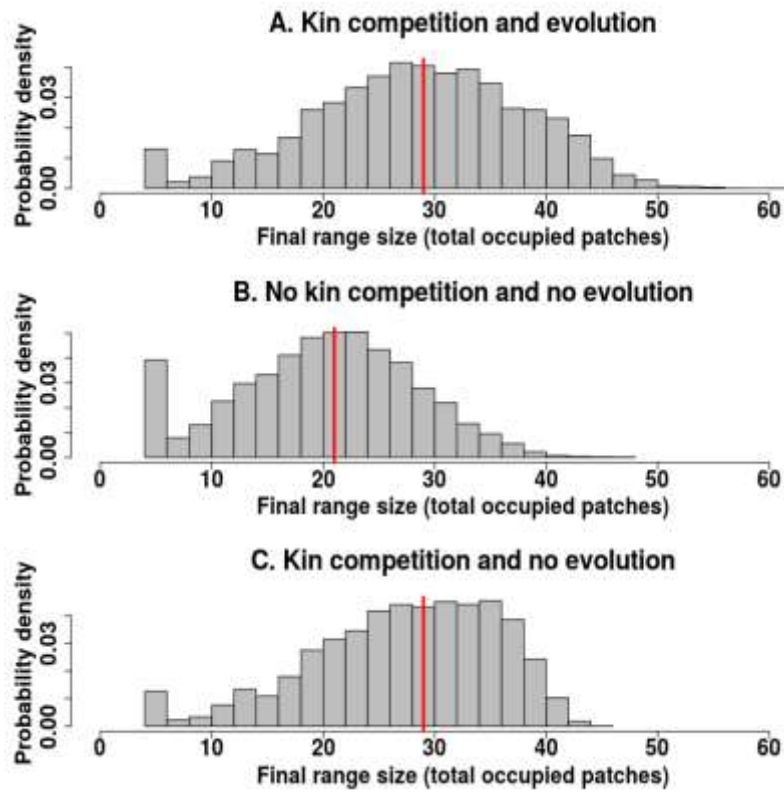 A. Kin competition and evolution
Probability density
0.00 0.03
0 10 20 30 40 50 60
Final range size (total occupied patches)
B. No kin competition and no evolution
Probability density
0.00 0.03
0 10 20 30 40 50 60
Final range size (total occupied patches)
C. Kin competition and no evolution
Probability density
0.00 0.03
0 10 20 30 40 50 60
Final range size (total occupied patches)